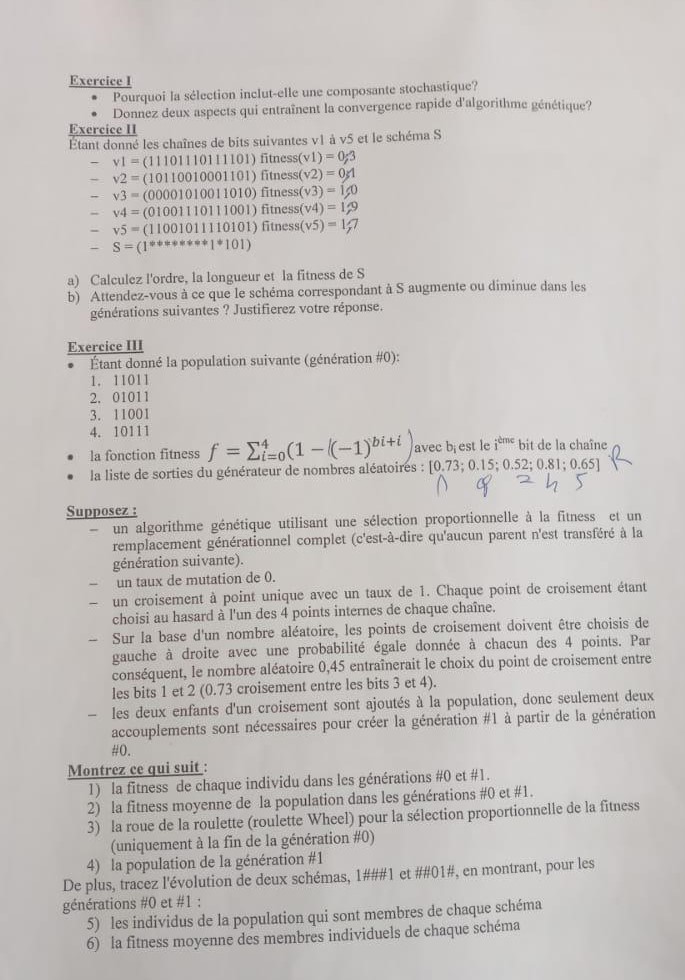 Exercice I
• Pourquoi la sélection inclut-elle une composante stochastique?
• Donnez deux aspects qui entraînent la convergence rapide d'algorithme génétique?
Exercice II
Étant donné les chaînes de bits suivantes v1 à v5 et le schéma S
– v1 = (11101110111101) fitness(v1) = 0,3
– v2 = (10110010001101) fitness(v2) = 0,1
– v3 = (00001010011010) fitness(v3) = 1,0
– v4 = (01001110111001) fitness(v4) = 1,9
– v5 = (11001011110101) fitness(v5) = 1,7
– S = (1********1*101)
a) Calculez l'ordre, la longueur et la fitness de S
b) Attendez-vous à ce que le schéma correspondant à S augmente ou diminue dans les
générations suivantes ? Justifierez votre réponse.
Exercice III
• Étant donné la population suivante (génération #0):
1. 11011
2. 01011
3. 11001
4. 10111
• la fonction fitness f = ∑⁴ᵢ₌₀(1 − ((−1)^bi+i) avec bᵢ est le iᵉᵐᵉ bit de la chaîne
• la liste de sorties du générateur de nombres aléatoires : [0.73; 0.15; 0.52; 0.81; 0.65] R
Supposez :
– un algorithme génétique utilisant une sélection proportionnelle à la fitness et un
remplacement générationnel complet (c'est-à-dire qu'aucun parent n'est transféré à la
génération suivante).
– un taux de mutation de 0.
– un croisement à point unique avec un taux de 1. Chaque point de croisement étant
choisi au hasard à l'un des 4 points internes de chaque chaîne.
– Sur la base d'un nombre aléatoire, les points de croisement doivent être choisis de
gauche à droite avec une probabilité égale donnée à chacun des 4 points. Par
conséquent, le nombre aléatoire 0,45 entraînerait le choix du point de croisement entre
les bits 1 et 2 (0.73 croisement entre les bits 3 et 4).
– les deux enfants d'un croisement sont ajoutés à la population, donc seulement deux
accouplements sont nécessaires pour créer la génération #1 à partir de la génération
#0.
Montrez ce qui suit :
1) la fitness de chaque individu dans les générations #0 et #1.
2) la fitness moyenne de la population dans les générations #0 et #1.
3) la roue de la roulette (roulette Wheel) pour la sélection proportionnelle de la fitness
(uniquement à la fin de la génération #0)
4) la population de la génération #1
De plus, tracez l'évolution de deux schémas, 1###1 et ##01#, en montrant, pour les
générations #0 et #1 :
5) les individus de la population qui sont membres de chaque schéma
6) la fitness moyenne des membres individuels de chaque schéma